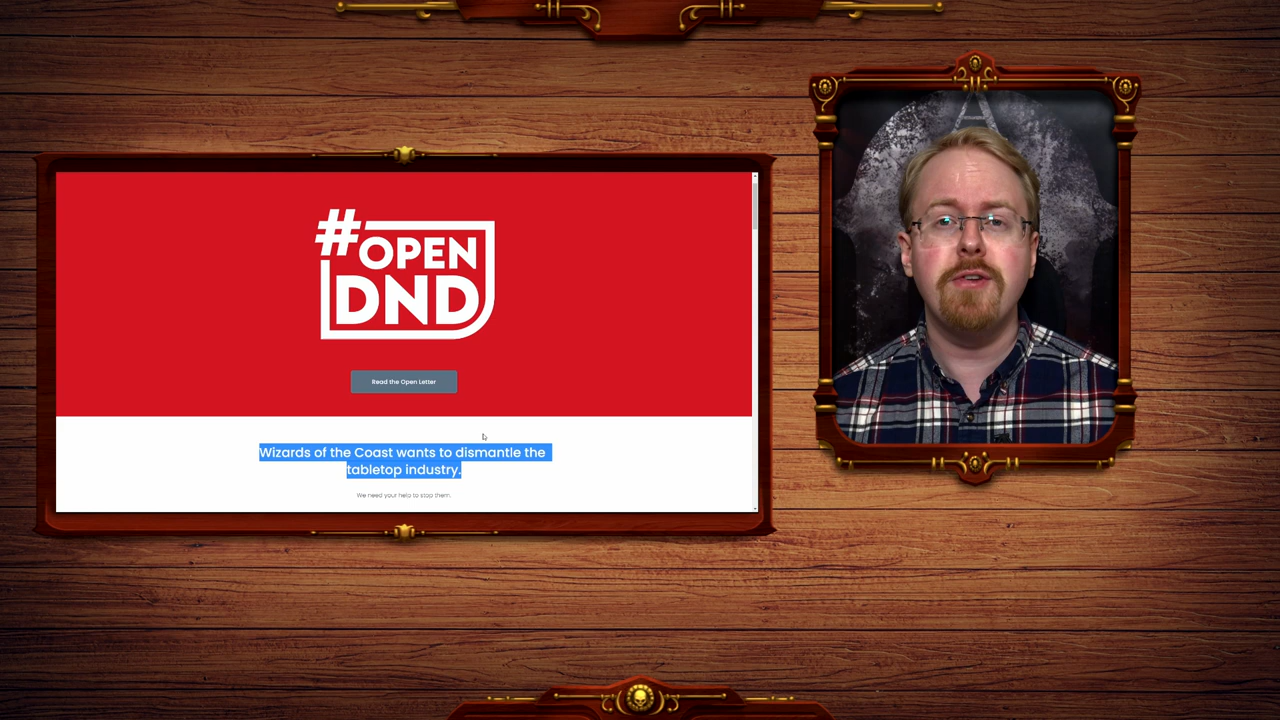 #OPEN
DND
Read the Open Letter
Wizards of the Coast wants to dismantle the
tabletop industry.
We need your help to stop them.